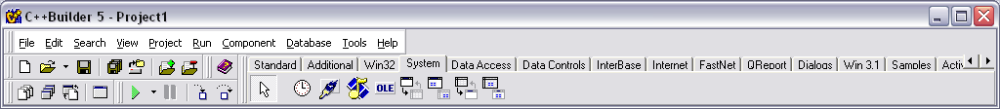 C++Builder 5 - Project1
File Edit Search View Project Run Component Database Tools Help
Standard Additional Win32 System Data Access Data Controls InterBase Internet FastNet QReport Dialogs Win 3.1 Samples Activ
OLE